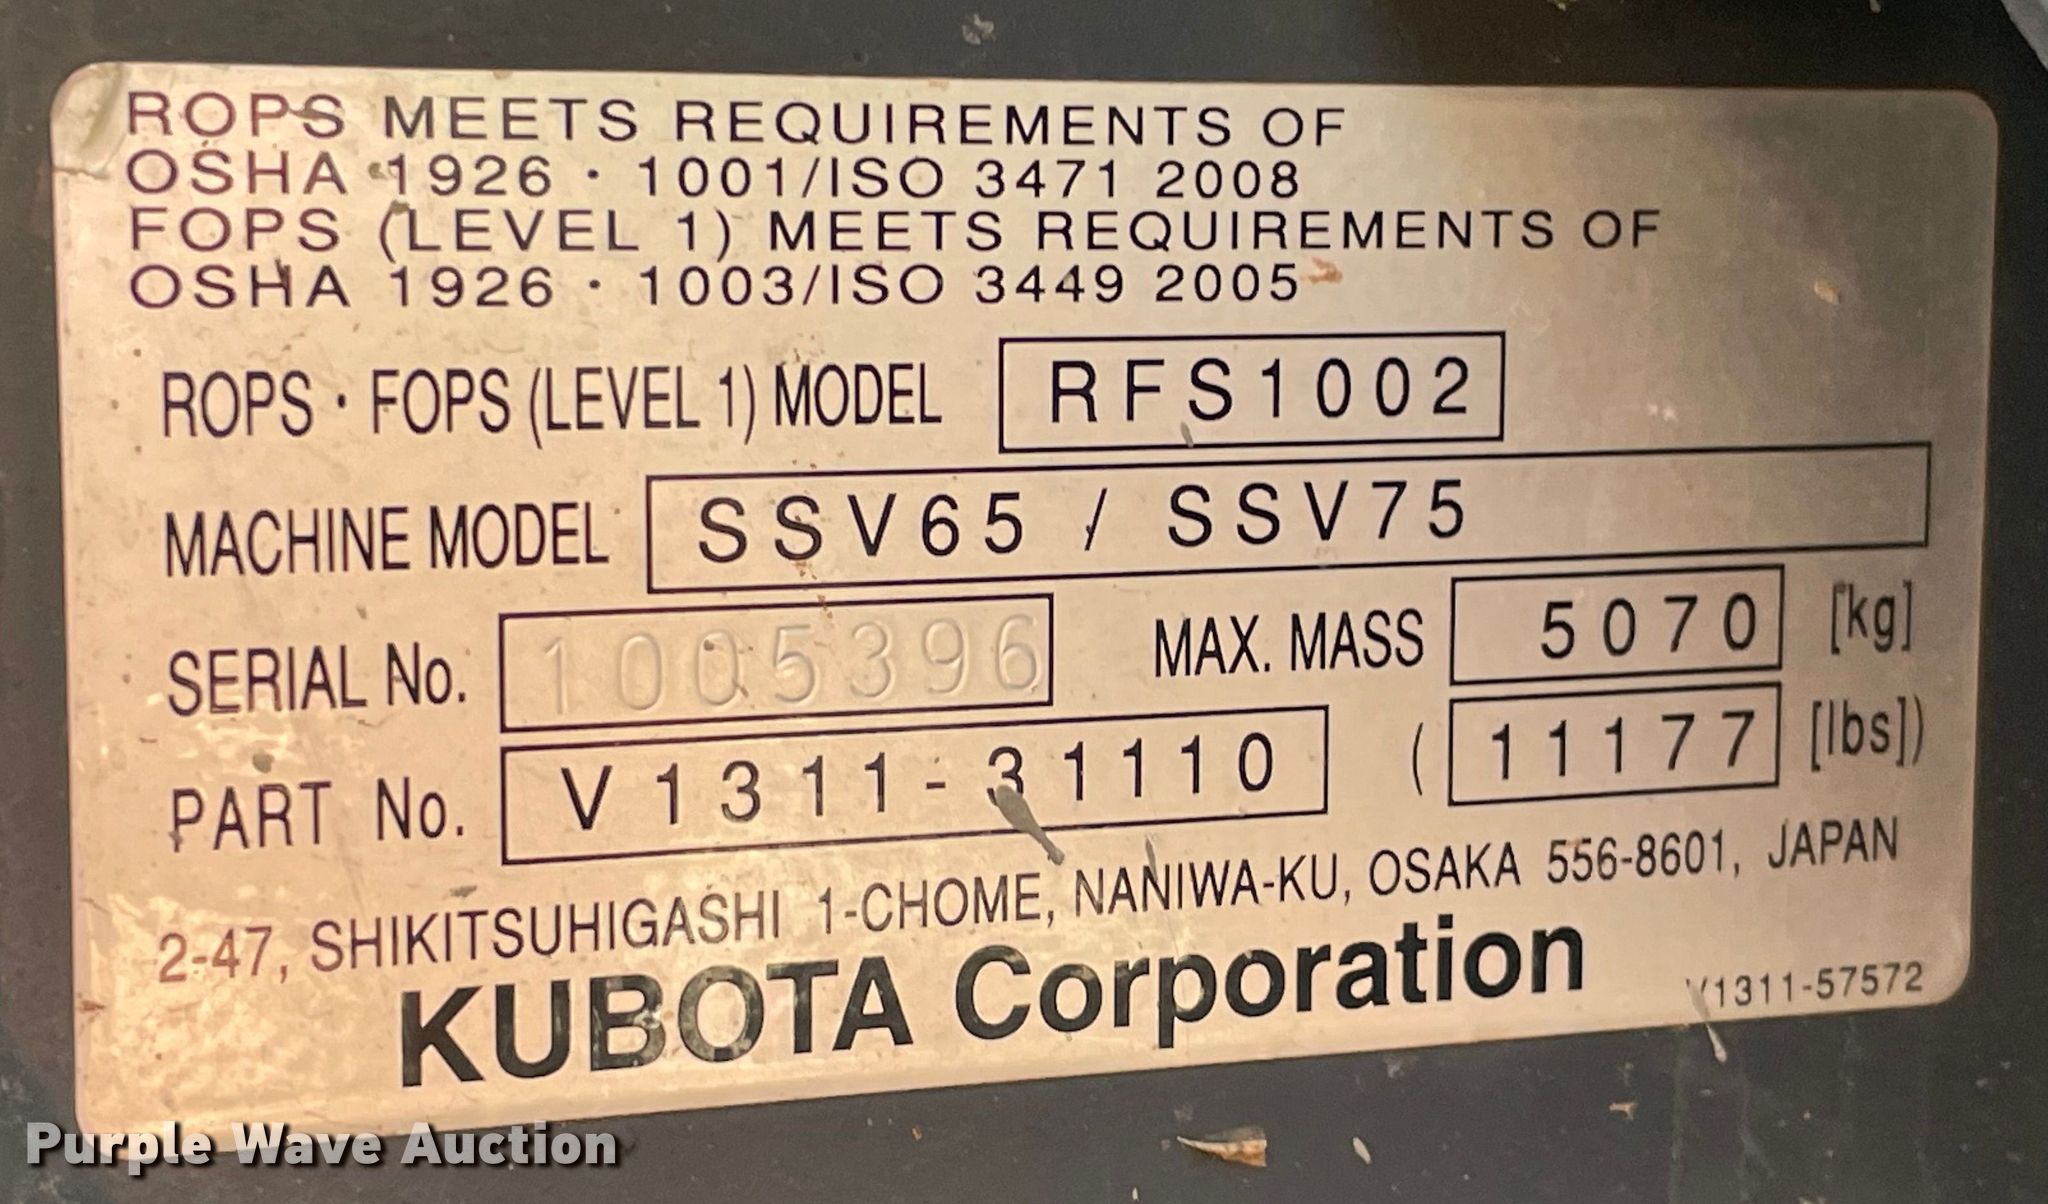 ROPS MEETS REQUIREMENTS OF
OSHA 1926 · 1001/ISO 3471 2008
FOPS (LEVEL 1) MEETS REQUIREMENTS OF
OSHA 1926 · 1003/ISO 3449 2005
ROPS · FOPS (LEVEL 1) MODEL RFS1002
MACHINE MODEL SSV65 / SSV75
SERIAL No. 1005396 MAX. MASS 5070 [kg]
PART No. V1311-31110 (11177 [lbs])
2-47, SHIKITSUHIGASHI 1-CHOME, NANIWA-KU, OSAKA 556-8601, JAPAN
KUBOTA Corporation V1311-57572
Purple Wave Auction